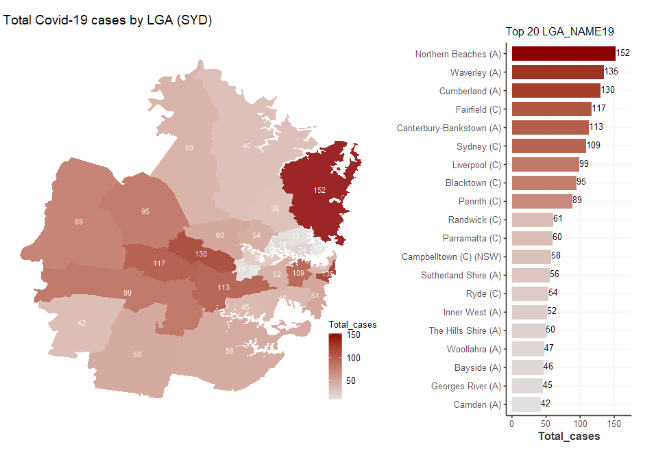 Total Covid-19 cases by LGA (SYD)
50
40
152
38
89
95
60
54
130
117
99
113
52
109
61
45
42
58
58
Total_cases
150
100
50
Top 20 LGA_NAME19
Northern Beaches (A) 152
Waverley (A) 135
Cumberland (A) 130
Fairfield (C) 117
Canterbury-Bankstown (A) 113
Sydney (C) 109
Liverpool (C) 99
Blacktown (C) 95
Penrith (C) 89
Randwick (C) 61
Parramatta (C) 60
Campbelltown (C) (NSW) 58
Sutherland Shire (A) 56
Ryde (C) 54
Inner West (A) 52
The Hills Shire (A) 50
Woollahra (A) 47
Bayside (A) 46
Georges River (A) 45
Camden (A) 42
0 50 100 150
Total_cases